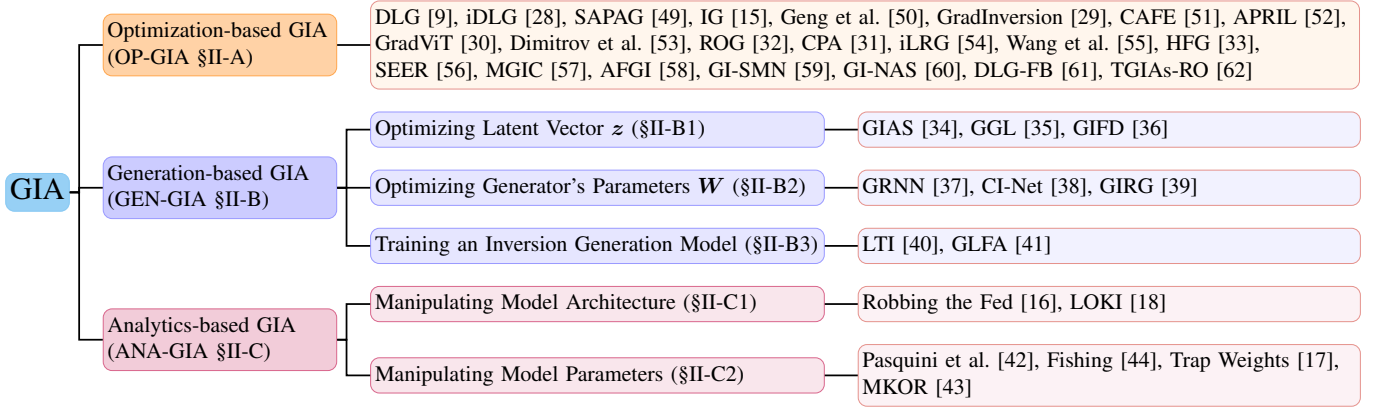 GIA
Optimization-based GIA
(OP-GIA §II-A)
DLG [9], iDLG [28], SAPAG [49], IG [15], Geng et al. [50], GradInversion [29], CAFE [51], APRIL [52],
GradViT [30], Dimitrov et al. [53], ROG [32], CPA [31], iLRG [54], Wang et al. [55], HFG [33],
SEER [56], MGIC [57], AFGI [58], GI-SMN [59], GI-NAS [60], DLG-FB [61], TGIAs-RO [62]
Generation-based GIA
(GEN-GIA §II-B)
Optimizing Latent Vector z (§II-B1)
GIAS [34], GGL [35], GIFD [36]
Optimizing Generator's Parameters W (§II-B2)
GRNN [37], CI-Net [38], GIRG [39]
Training an Inversion Generation Model (§II-B3)
LTI [40], GLFA [41]
Analytics-based GIA
(ANA-GIA §II-C)
Manipulating Model Architecture (§II-C1)
Robbing the Fed [16], LOKI [18]
Manipulating Model Parameters (§II-C2)
Pasquini et al. [42], Fishing [44], Trap Weights [17],
MKOR [43]